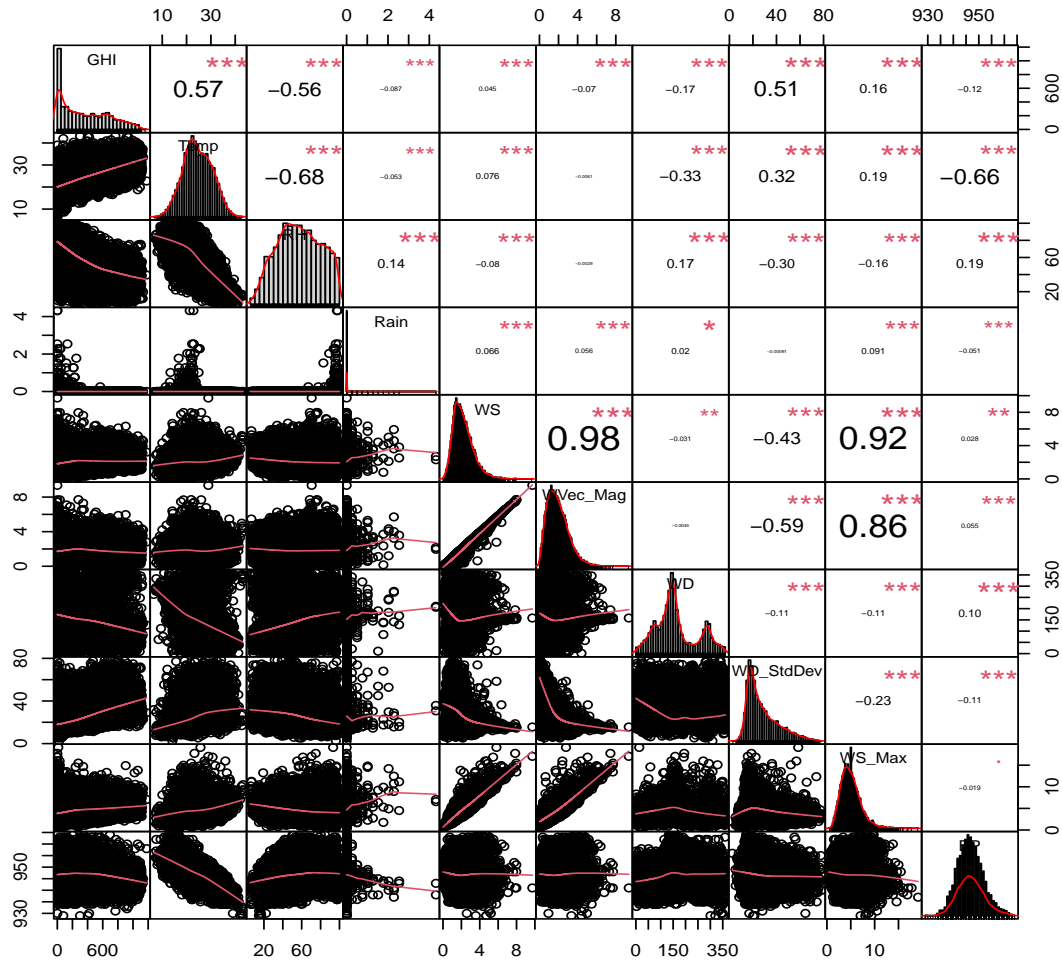 10 30 0 2 4 0 4 8 0 40 80 930 950
GHI *** *** *** *** *** *** *** *** ***
0.57 −0.56 −0.087 0.045 −0.07 −0.17 0.51 0.16 −0.12 0 600
Temp *** *** *** *** *** *** ***
10 30 −0.68 −0.053 0.076 −0.33 0.32 0.19 −0.66
*** *** *** *** *** ***
0.14 −0.08 0.17 −0.30 −0.16 0.19 20 60
Rain *** *** * *** ***
0 2 4 0.066 0.056 0.02 0.091 −0.051
WS *** ** *** *** **
0.98 −0.031 −0.43 0.92 0.028 0 4 8
WVec_Mag *** *** ***
0 4 8 −0.59 0.86 0.055
WD *** *** ***
−0.11 −0.11 0.10 0 150 350
WD_StdDev *** ***
0 40 80 −0.23 −0.11
WS_Max .
−0.019 0 10
930 950
0 600 20 60 0 2 4 0 4 8 0 150 350 0 10